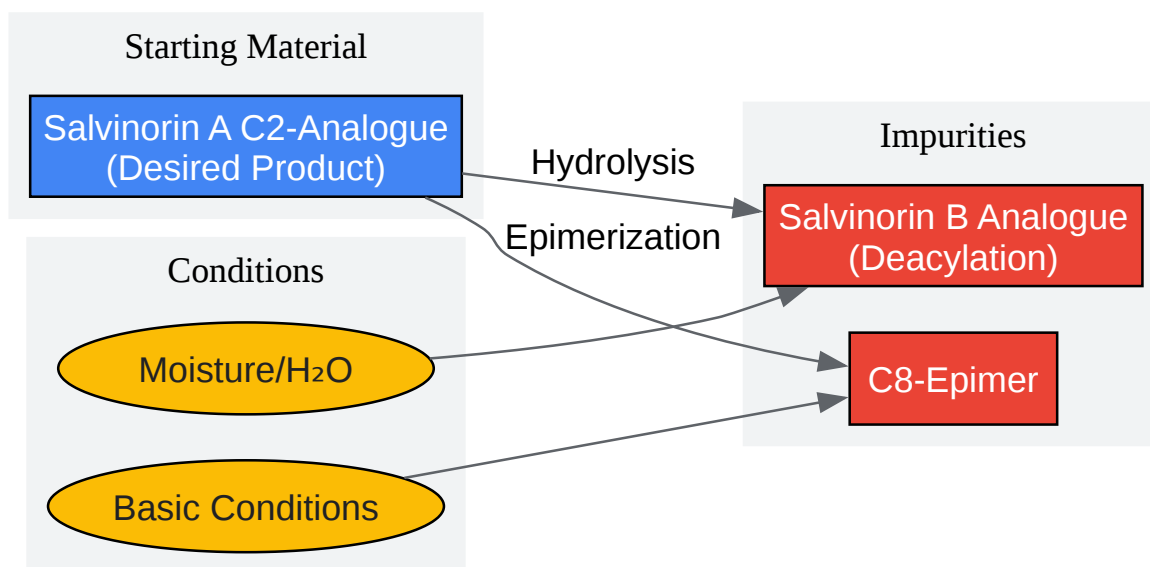 Starting Material
Salvinorin A C2-Analogue
(Desired Product)
Hydrolysis
Epimerization
Impurities
Salvinorin B Analogue
(Deacylation)
C8-Epimer
Conditions
Moisture/H₂O
Basic Conditions